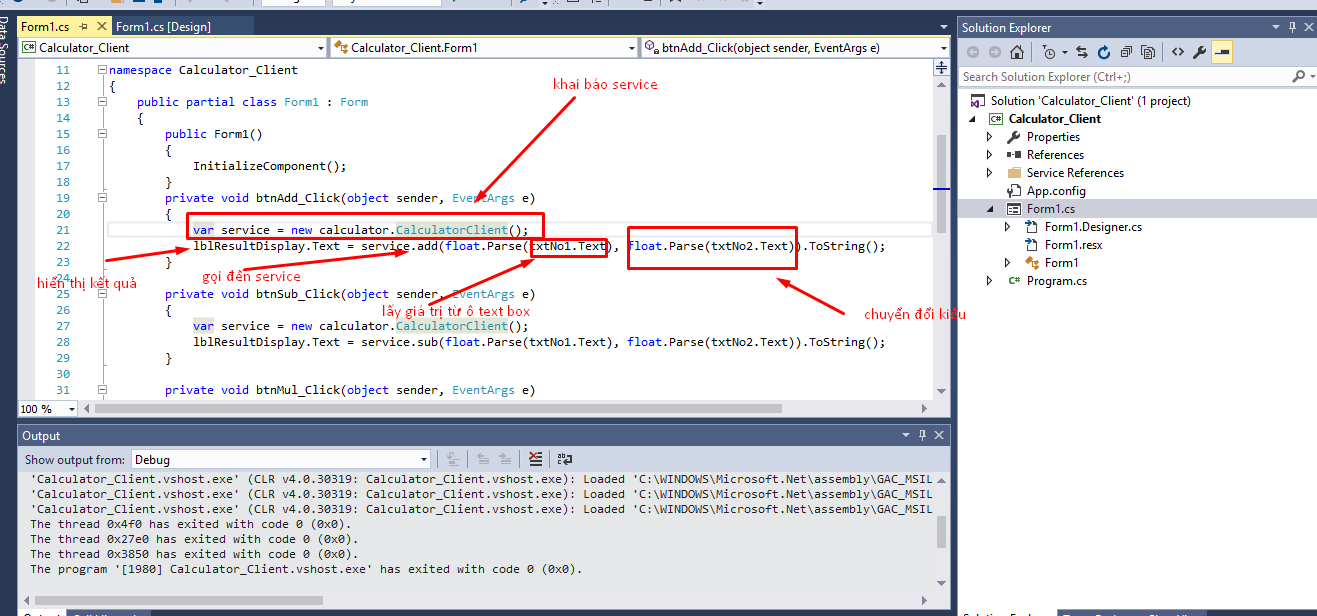 Form1.cs
Form1.cs [Design]
Calculator_Client
Calculator_Client.Form1
btnAdd_Click(object sender, EventArgs e)
Data Sources
khai báo service
11 namespace Calculator_Client
12 {
13 public partial class Form1 : Form
14 {
15 public Form1()
16 {
17 InitializeComponent();
18 }
19 private void btnAdd_Click(object sender, EventArgs e)
20 {
21 var service = new calculator.CalculatorClient();
22 lblResultDisplay.Text = service.add(float.Parse(txtNo1.Text), float.Parse(txtNo2.Text)).ToString();
23 }
hiển thị kết quả
gọi đến service
25 private void btnSub_Click(object sender, EventArgs e)
lấy giá trị từ ô text box
chuyển đổi kiểu
26 {
27 var service = new calculator.CalculatorClient();
28 lblResultDisplay.Text = service.sub(float.Parse(txtNo1.Text), float.Parse(txtNo2.Text)).ToString();
29 }
30
31 private void btnMul_Click(object sender, EventArgs e)
100 %
Output
Show output from: Debug
'Calculator_Client.vshost.exe' (CLR v4.0.30319: Calculator_Client.vshost.exe): Loaded 'C:\WINDOWS\Microsoft.Net\assembly\GAC_MSIL
'Calculator_Client.vshost.exe' (CLR v4.0.30319: Calculator_Client.vshost.exe): Loaded 'C:\WINDOWS\Microsoft.Net\assembly\GAC_MSIL
'Calculator_Client.vshost.exe' (CLR v4.0.30319: Calculator_Client.vshost.exe): Loaded 'C:\WINDOWS\Microsoft.Net\assembly\GAC_MSIL
The thread 0x4f0 has exited with code 0 (0x0).
The thread 0x27e0 has exited with code 0 (0x0).
The thread 0x3850 has exited with code 0 (0x0).
The program '[1980] Calculator_Client.vshost.exe' has exited with code 0 (0x0).
Solution Explorer
Search Solution Explorer (Ctrl+;)
Solution 'Calculator_Client' (1 project)
Calculator_Client
Properties
References
Service References
App.config
Form1.cs
Form1.Designer.cs
Form1.resx
Form1
Program.cs